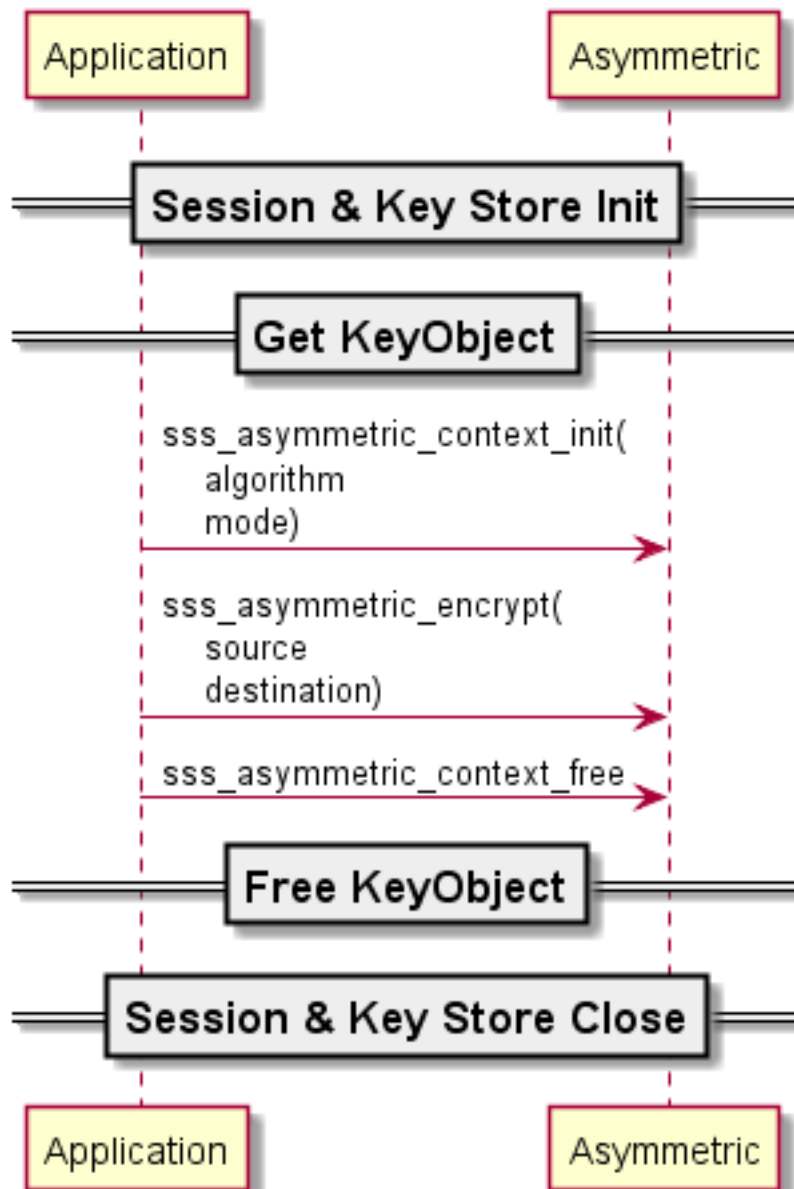 Application
Asymmetric
Session & Key Store Init
Get KeyObject
sss_asymmetric_context_init(
algorithm
mode)
sss_asymmetric_encrypt(
source
destination)
sss_asymmetric_context_free
Free KeyObject
Session & Key Store Close
Application
Asymmetric